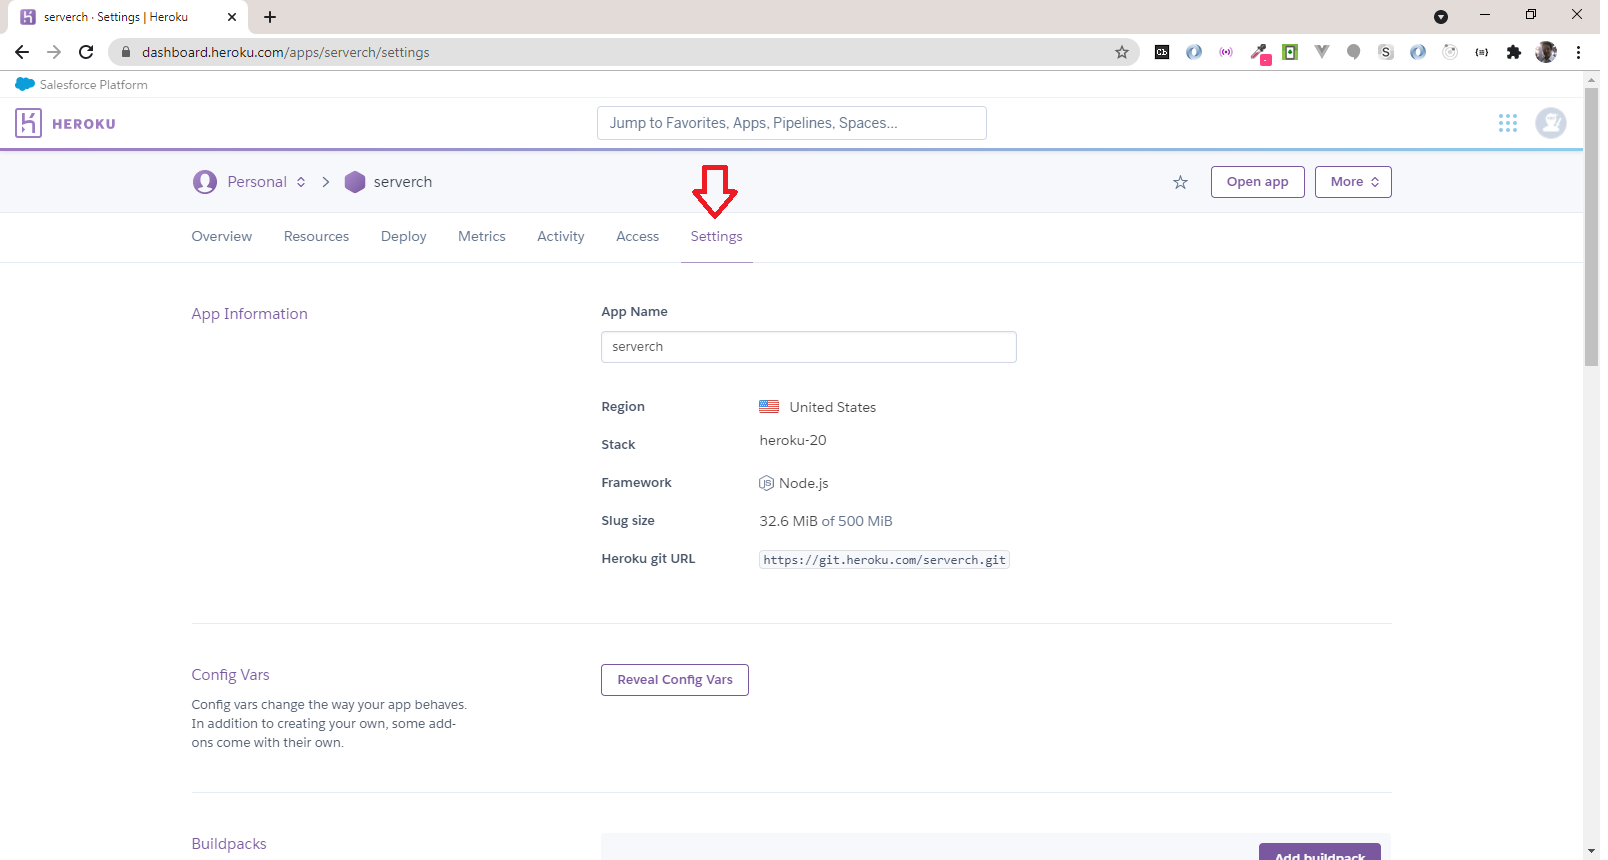 serverch · Settings | Heroku
dashboard.heroku.com/apps/serverch/settings
Salesforce Platform
HEROKU
Jump to Favorites, Apps, Pipelines, Spaces...
Personal
serverch
Open app
More
Overview
Resources
Deploy
Metrics
Activity
Access
Settings
App Information
App Name
serverch
Region
United States
Stack
heroku-20
Framework
JS Node.js
Slug size
32.6 MiB of 500 MiB
Heroku git URL
https://git.heroku.com/serverch.git
Config Vars
Config vars change the way your app behaves.
In addition to creating your own, some add-
ons come with their own.
Reveal Config Vars
Buildpacks
Add buildpack